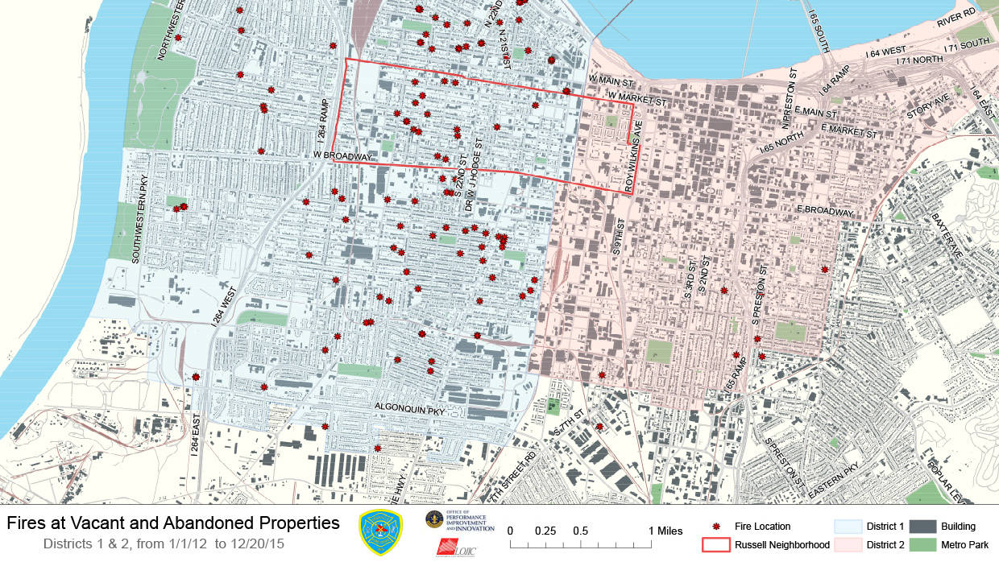 NORTHWESTER
N 22ND
N 21ST ST
I 65 SOUTH
RIVER RD
I 64 WEST
I 71 SOUTH
I 71 NORTH
I 64 RAMP
I 64 EAST
W MAIN ST
W MARKET ST
N PRESTON ST
E MAIN ST
STORY AVE
E MARKET ST
I 65 NORTH
I 264 RAMP
W BROADWAY
S 22ND ST
DR W J HODGE ST
ROY WILKINS AVE
E BROADWAY
SOUTHWESTERN PKY
BAXTER AVE
S 9TH ST
S 3RD ST
S 2ND ST
S PRESTON ST
I 264 WEST
I 65 RAMP
ALGONQUIN PKY
I 264 EAST
S 7TH ST
7TH STREET RD
S PRESTON ST
EASTERN PKY
POPLAR LEV
IE HWY
Fires at Vacant and Abandoned Properties
Districts 1 & 2, from 1/1/12 to 12/20/15
OFFICE OF
PERFORMANCE
IMPROVEMENT
AND INNOVATION
LOJIC
0 0.25 0.5 1 Miles
Fire Location
Russell Neighborhood
District 1
District 2
Building
Metro Park